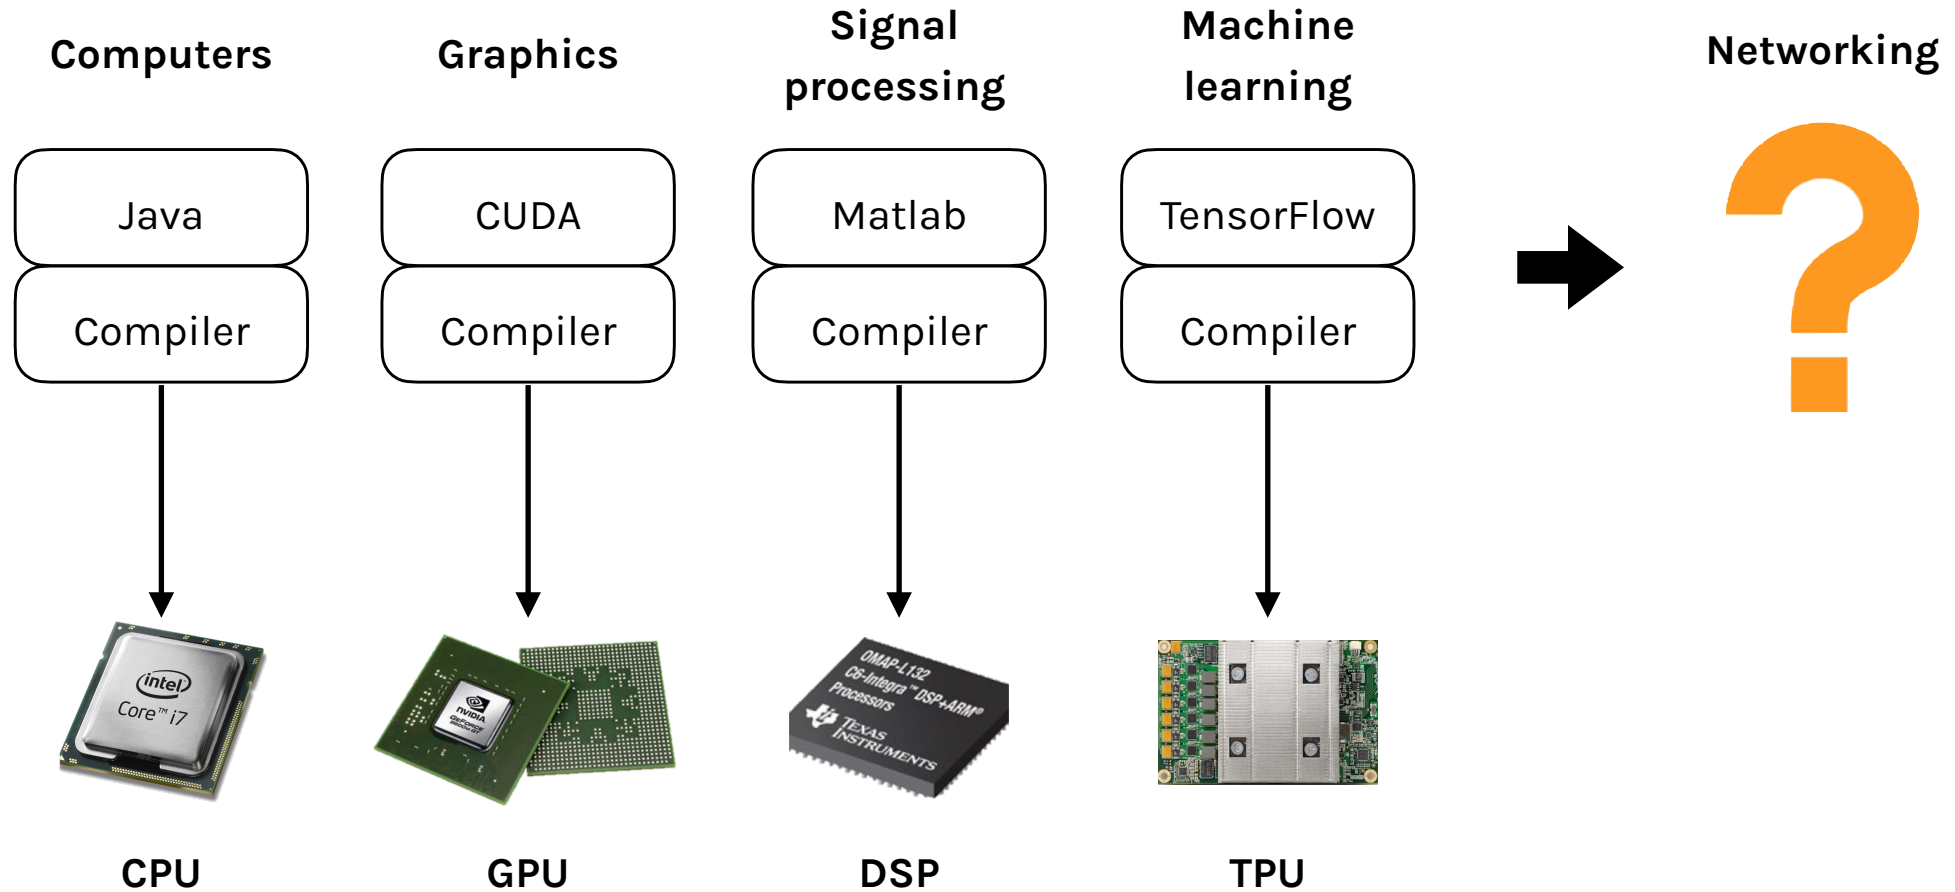 Computers
Graphics
Signal
processing
Machine
learning
Networking
Java
CUDA
Matlab
TensorFlow
Compiler
Compiler
Compiler
Compiler
?
intel
Core™ i7
NVIDIA
GEFORCE
OMAP-L132
C6-Integra™ DSP+ARM®
Processors
TEXAS
INSTRUMENTS
CPU
GPU
DSP
TPU